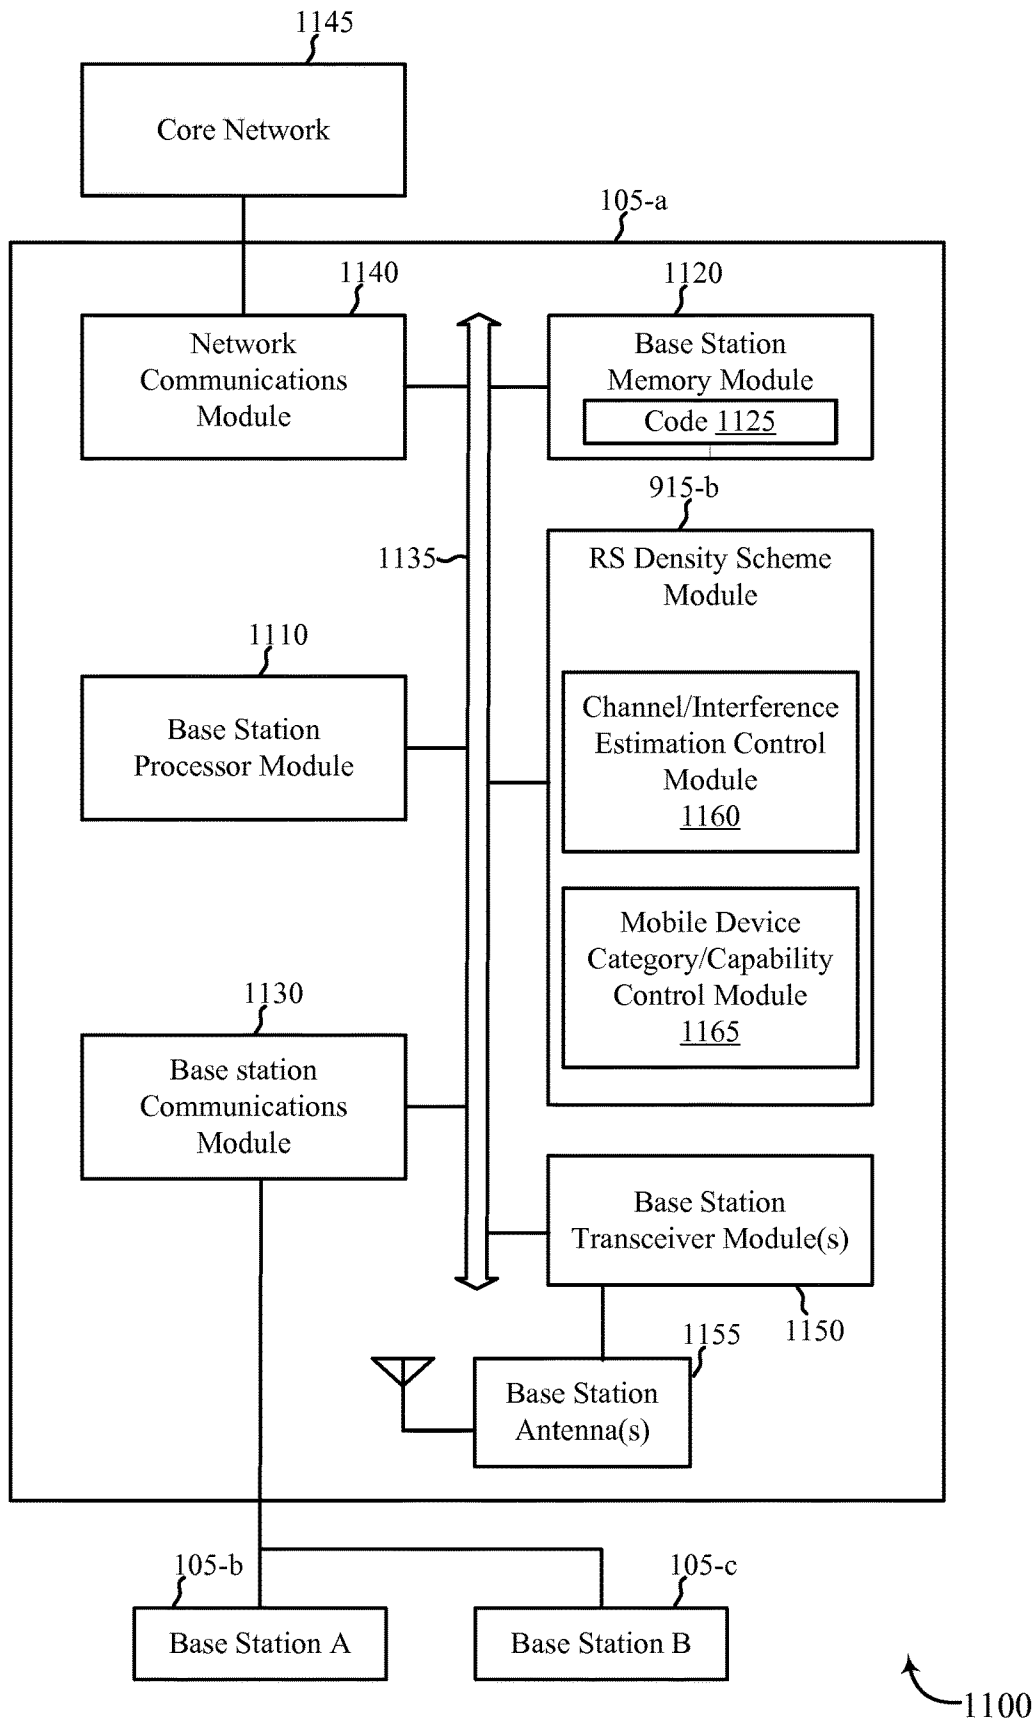 1145
Core Network
105-a
1140
Network
Communications
Module
1120
Base Station
Memory Module
Code 1125
1135
915-b
RS Density Scheme
Module
1110
Base Station
Processor Module
Channel/Interference
Estimation Control
Module
1160
Mobile Device
Category/Capability
Control Module
1165
1130
Base station
Communications
Module
Base Station
Transceiver Module(s)
1150
1155
Base Station
Antenna(s)
105-b
Base Station A
105-c
Base Station B
1100